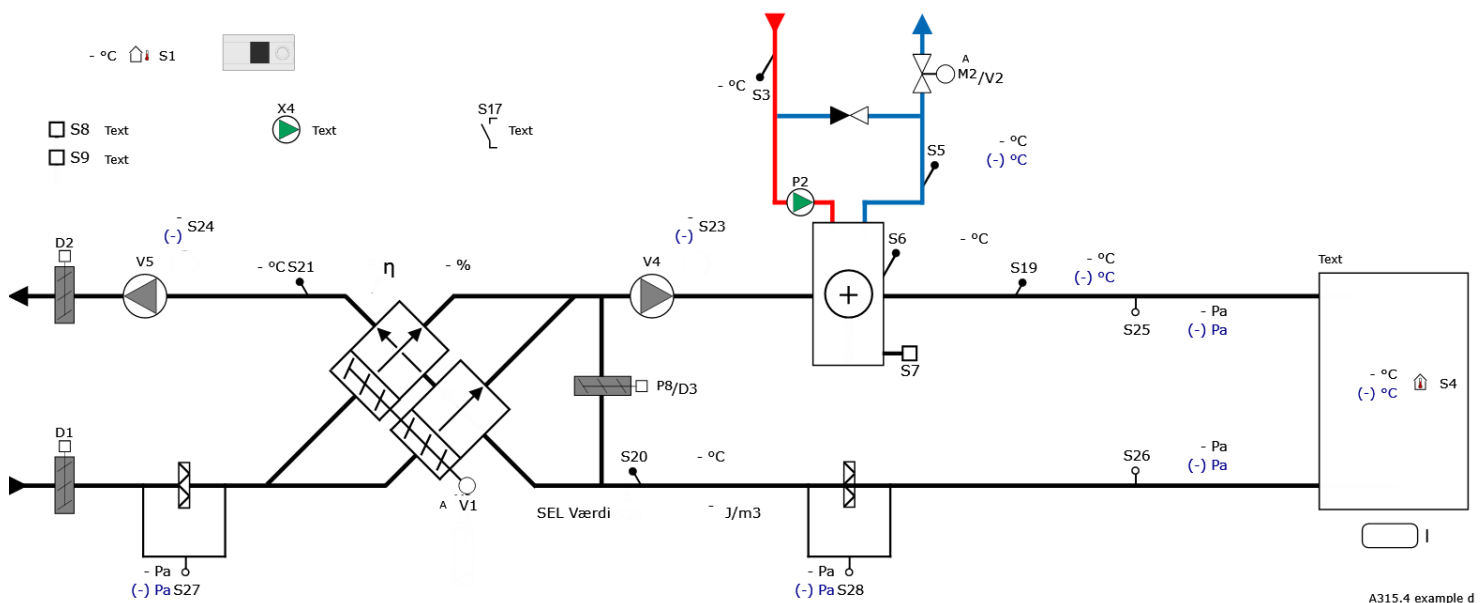 A
- °C S1
M2/V2
- °C
S3
X4
Text
S17
Text
S8 Text
S9 Text
S5
- °C
(-) °C
P2
-
(-) S24
-
(-) S23
D2
V5
- °C S21
η
- %
V4
S6
- °C
S19
- °C
(-) °C
Text
S25
- Pa
(-) Pa
S7
P8/D3
- °C
(-) °C
S4
D1
S20
- °C
S26
- Pa
(-) Pa
A
V1
SEL Værdi
- J/m3
I
- Pa
(-) Pa S27
- Pa
(-) Pa S28
A315.4 example d